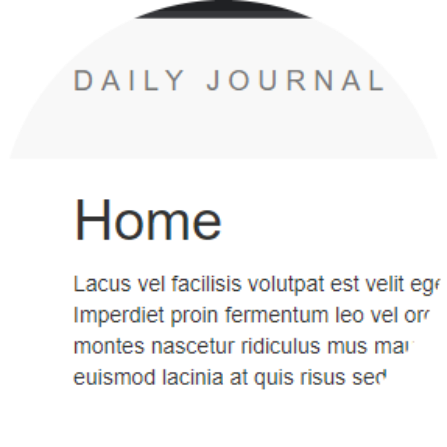 DAILY JOURNAL
Home
Lacus vel facilisis volutpat est velit
Imperdiet proin fermentum leo vel
montes nascetur ridiculus mus
euismod lacinia at quis risus sed